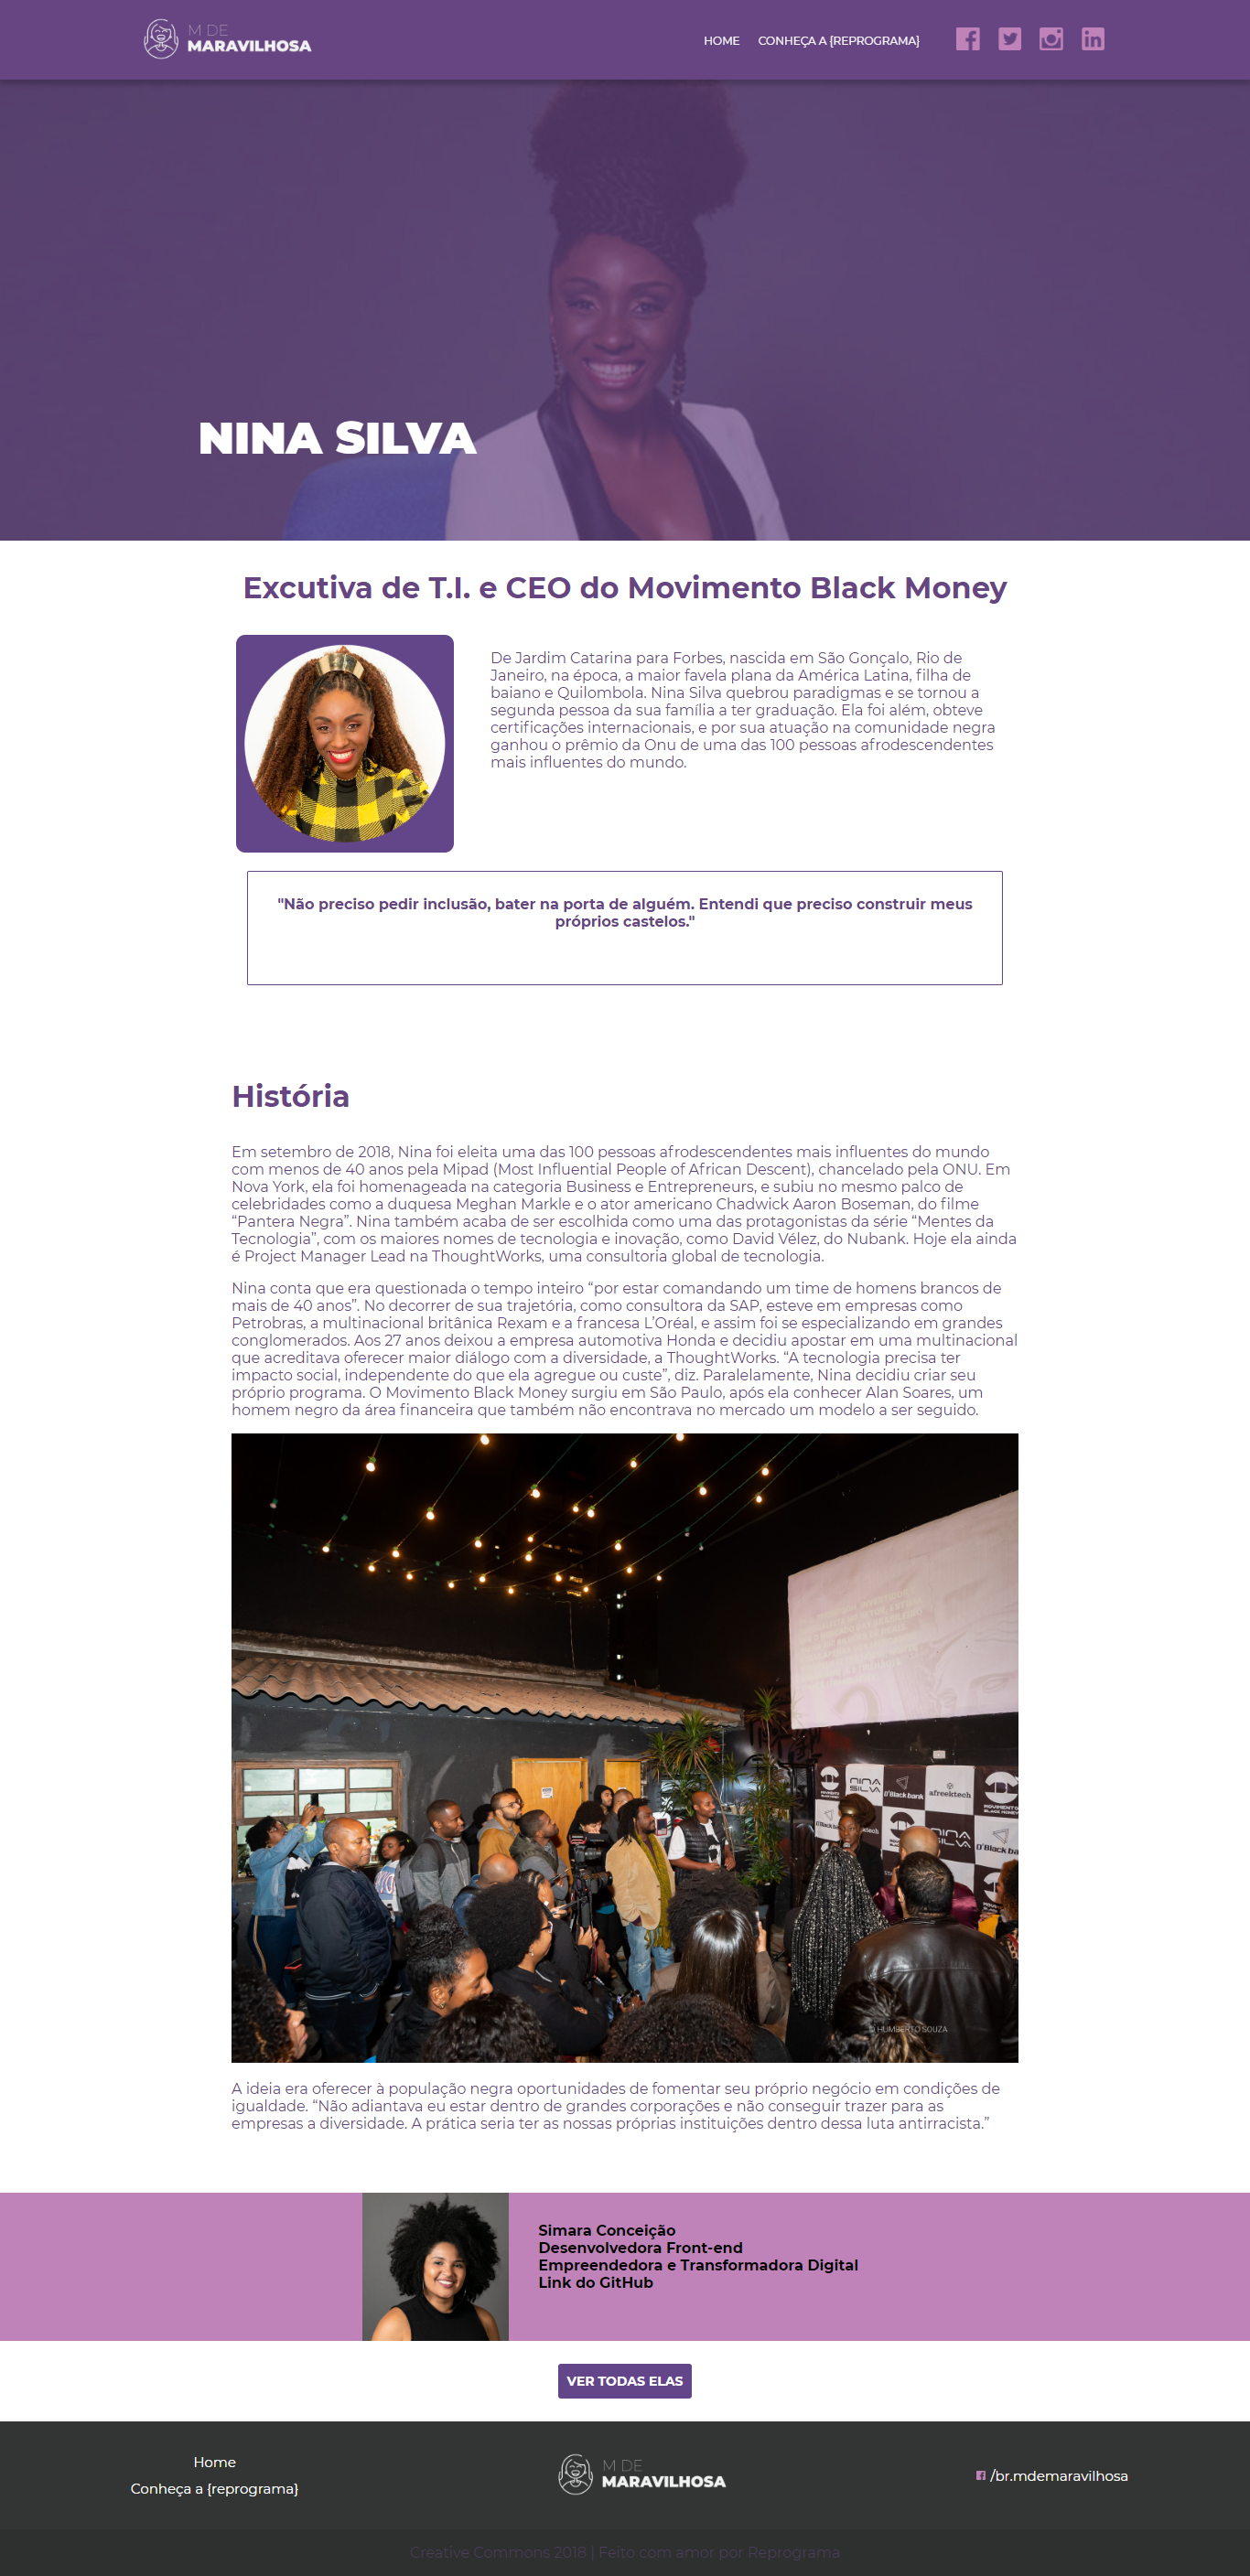 M DE
MARAVILHOSA
HOME
CONHEÇA A {REPROGRAMA}
NINA SILVA
Excutiva de T.I. e CEO do Movimento Black Money
De Jardim Catarina para Forbes, nascida em São Gonçalo, Rio de
Janeiro, na época, a maior favela plana da América Latina, filha de
baiano e Quilombola. Nina Silva quebrou paradigmas e se tornou a
segunda pessoa da sua família a ter graduação. Ela foi além, obteve
certificações internacionais, e por sua atuação na comunidade negra
ganhou o prêmio da Onu de uma das 100 pessoas afrodescendentes
mais influentes do mundo.
"Não preciso pedir inclusão, bater na porta de alguém. Entendi que preciso construir meus
próprios castelos."
História
Em setembro de 2018, Nina foi eleita uma das 100 pessoas afrodescendentes mais influentes do mundo
com menos de 40 anos pela Mipad (Most Influential People of African Descent), chancelado pela ONU. Em
Nova York, ela foi homenageada na categoria Business e Entrepreneurs, e subiu no mesmo palco de
celebridades como a duquesa Meghan Markle e o ator americano Chadwick Aaron Boseman, do filme
“Pantera Negra”. Nina também acaba de ser escolhida como uma das protagonistas da série “Mentes da
Tecnologia”, com os maiores nomes de tecnologia e inovação, como David Vélez, do Nubank. Hoje ela ainda
é Project Manager Lead na ThoughtWorks, uma consultoria global de tecnologia.
Nina conta que era questionada o tempo inteiro “por estar comandando um time de homens brancos de
mais de 40 anos”. No decorrer de sua trajetória, como consultora da SAP, esteve em empresas como
Petrobras, a multinacional britânica Rexam e a francesa L’Oréal, e assim foi se especializando em grandes
conglomerados. Aos 27 anos deixou a empresa automotiva Honda e decidiu apostar em uma multinacional
que acreditava oferecer maior diálogo com a diversidade, a ThoughtWorks. “A tecnologia precisa ter
impacto social, independente do que ela agregue ou custe”, diz. Paralelamente, Nina decidiu criar seu
próprio programa. O Movimento Black Money surgiu em São Paulo, após ela conhecer Alan Soares, um
homem negro da área financeira que também não encontrava no mercado um modelo a ser seguido.
NINA
SILVA
D'Black bank
afreektech
MOVIMENTO
BLACK MONEY
NINA
SILVA
D'Black ba
© HUMBERTO SOUZA
A ideia era oferecer à população negra oportunidades de fomentar seu próprio negócio em condições de
igualdade. “Não adiantava eu estar dentro de grandes corporações e não conseguir trazer para as
empresas a diversidade. A prática seria ter as nossas próprias instituições dentro dessa luta antirracista.”
Simara Conceição
Desenvolvedora Front-end
Empreendedora e Transformadora Digital
Link do GitHub
VER TODAS ELAS
Home
Conheça a {reprograma}
M DE
MARAVILHOSA
/br.mdemaravilhosa
Creative Commons 2018 | Feito com amor por Reprograma